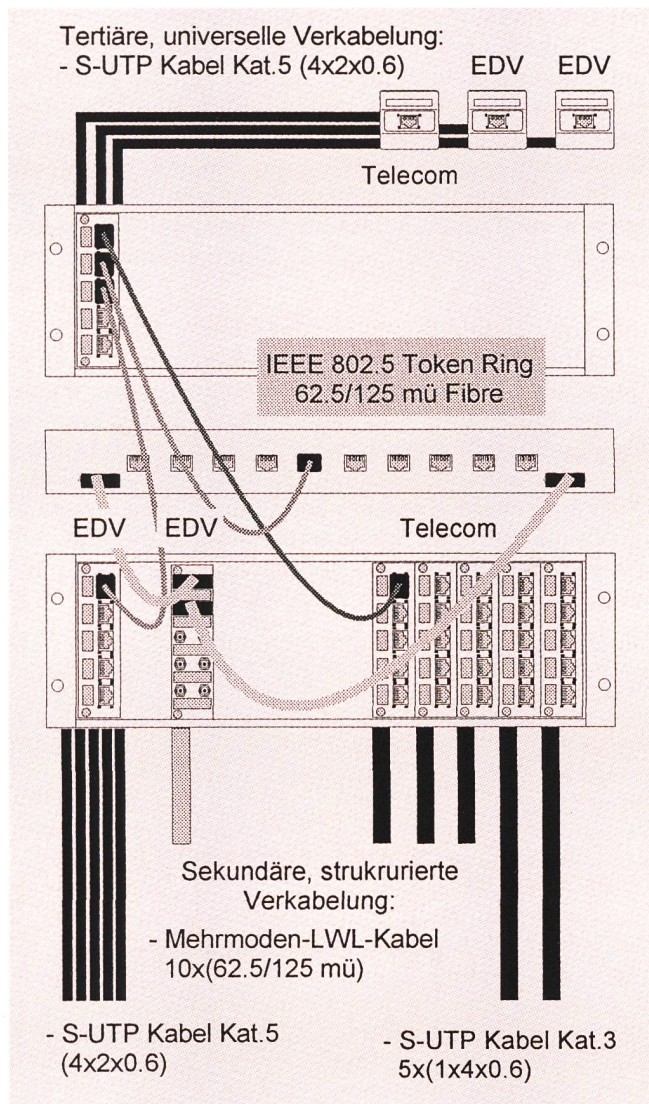 Tertiäre, universelle Verkabelung:
- S-UTP Kabel Kat.5 (4x2x0.6)
EDV
EDV
Telecom
IEEE 802.5 Token Ring
62.5/125 mü Fibre
EDV
EDV
Telecom
Sekundäre, strukrurierte
Verkabelung:
- Mehrmoden-LWL-Kabel
10x(62.5/125 mü)
- S-UTP Kabel Kat.5
(4x2x0.6)
- S-UTP Kabel Kat.3
5x(1x4x0.6)